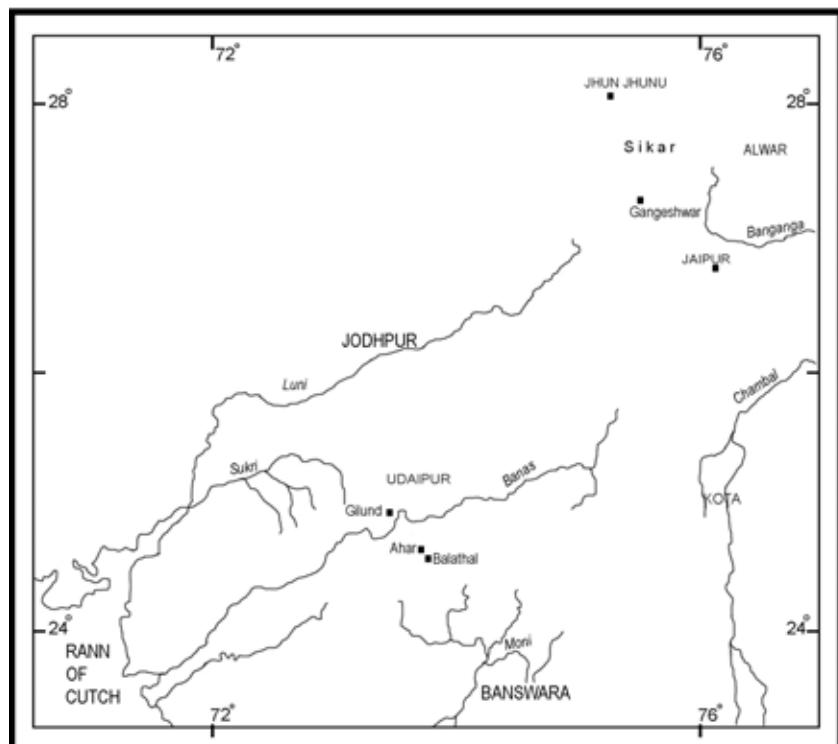 72°
76°
28°
JHUN JHUNU
28°
Sikar
ALWAR
Gangeshwar
Banganga
JAIPUR
JODHPUR
Luni
Chambal
Sukri
UDAIPUR
Banas
KOTA
Gilund
Ahar
Balathal
24°
24°
RANN
OF
CUTCH
Moni
BANSWARA
72°
76°